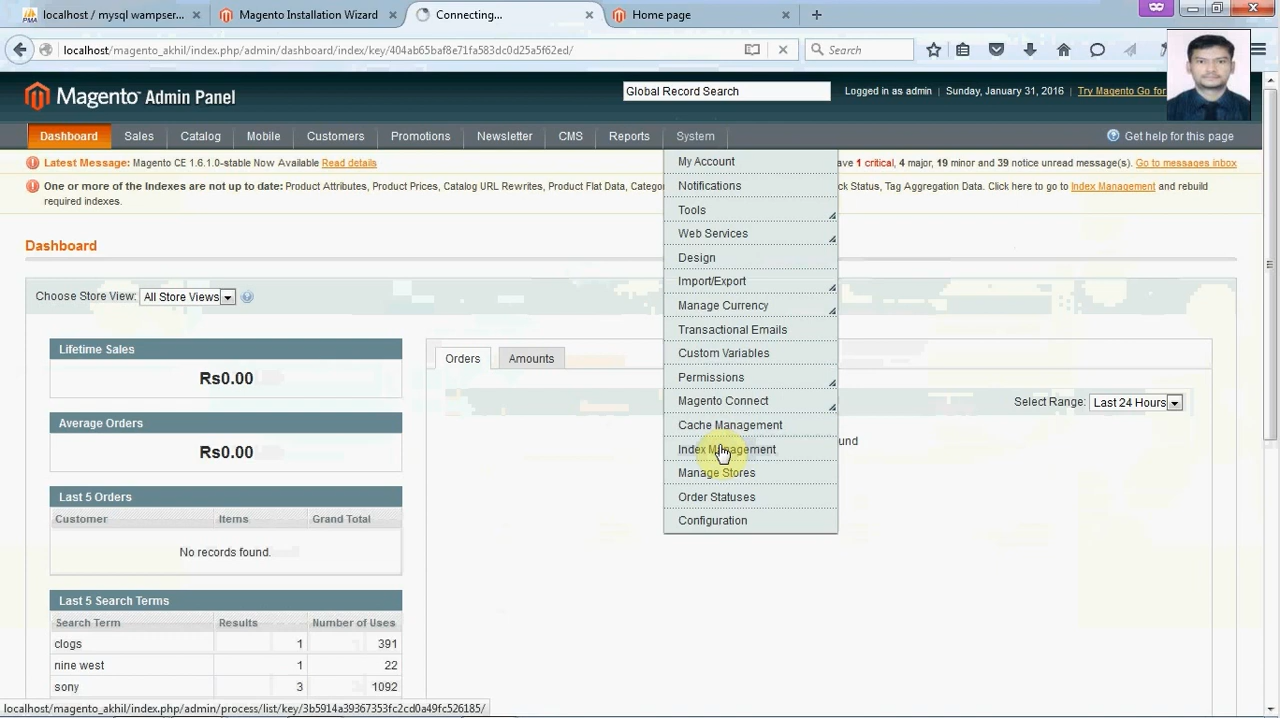 localhost / mysql wampser...
Magento Installation Wizard
Connecting...
Home page
localhost/magento_akhil/index.php/admin/dashboard/index/key/404ab65baf8e71fa583dc0d25a5f62ed/
Search
Magento Admin Panel
Global Record Search
Logged in as admin
Sunday, January 31, 2016
Try Magento Go for
Dashboard
Sales
Catalog
Mobile
Customers
Promotions
Newsletter
CMS
Reports
System
Get help for this page
Latest Message: Magento CE 1.6.1.0-stable Now Available Read details
ave 1 critical, 4 major, 19 minor and 39 notice unread message(s). Go to messages inbox
One or more of the Indexes are not up to date: Product Attributes, Product Prices, Catalog URL Rewrites, Product Flat Data, Categor
ck Status, Tag Aggregation Data. Click here to go to Index Management and rebuild
required indexes.
My Account
Notifications
Tools
Web Services
Design
Import/Export
Manage Currency
Transactional Emails
Custom Variables
Permissions
Magento Connect
Cache Management
Index Management
Manage Stores
Order Statuses
Configuration
Dashboard
Choose Store View: All Store Views
Lifetime Sales
Rs0.00
Average Orders
Rs0.00
Last 5 Orders
Customer Items Grand Total
No records found.
Last 5 Search Terms
Search Term Results Number of Uses
clogs 1 391
nine west 1 22
sony 3 1092
Orders
Amounts
Select Range: Last 24 Hours
ound
localhost/magento_akhil/index.php/admin/process/list/key/3b5914a39367353fc2cd0a49fc526185/